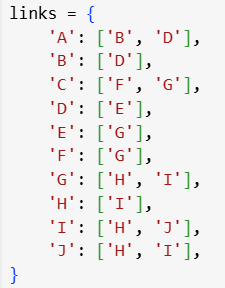 links = {
    'A': ['B', 'D'],
    'B': ['D'],
    'C': ['F', 'G'],
    'D': ['E'],
    'E': ['G'],
    'F': ['G'],
    'G': ['H', 'I'],
    'H': ['I'],
    'I': ['H', 'J'],
    'J': ['H', 'I'],
}